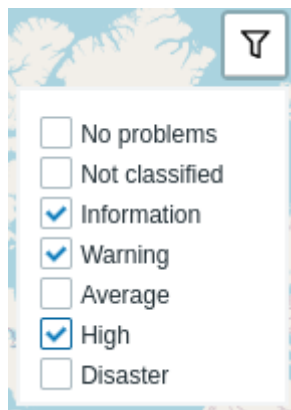 No problems
Not classified
Information
Warning
Average
High
Disaster